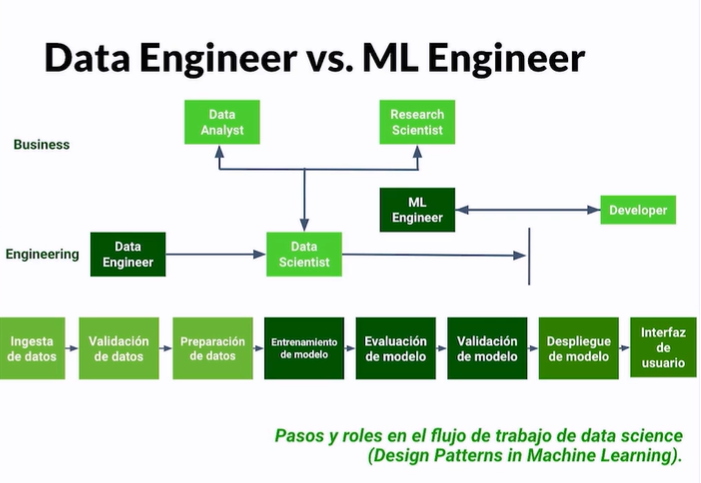 Data Engineer vs. ML Engineer
Data
Analyst
Research
Scientist
Business
ML
Engineer
Developer
Engineering
Data
Engineer
Data
Scientist
Ingesta
de datos
Validación
de datos
Preparación
de datos
Entrenamiento
de modelo
Evaluación
de modelo
Validación
de modelo
Despliegue
de modelo
Interfaz
de
usuario
Pasos y roles en el flujo de trabajo de data science
(Design Patterns in Machine Learning).